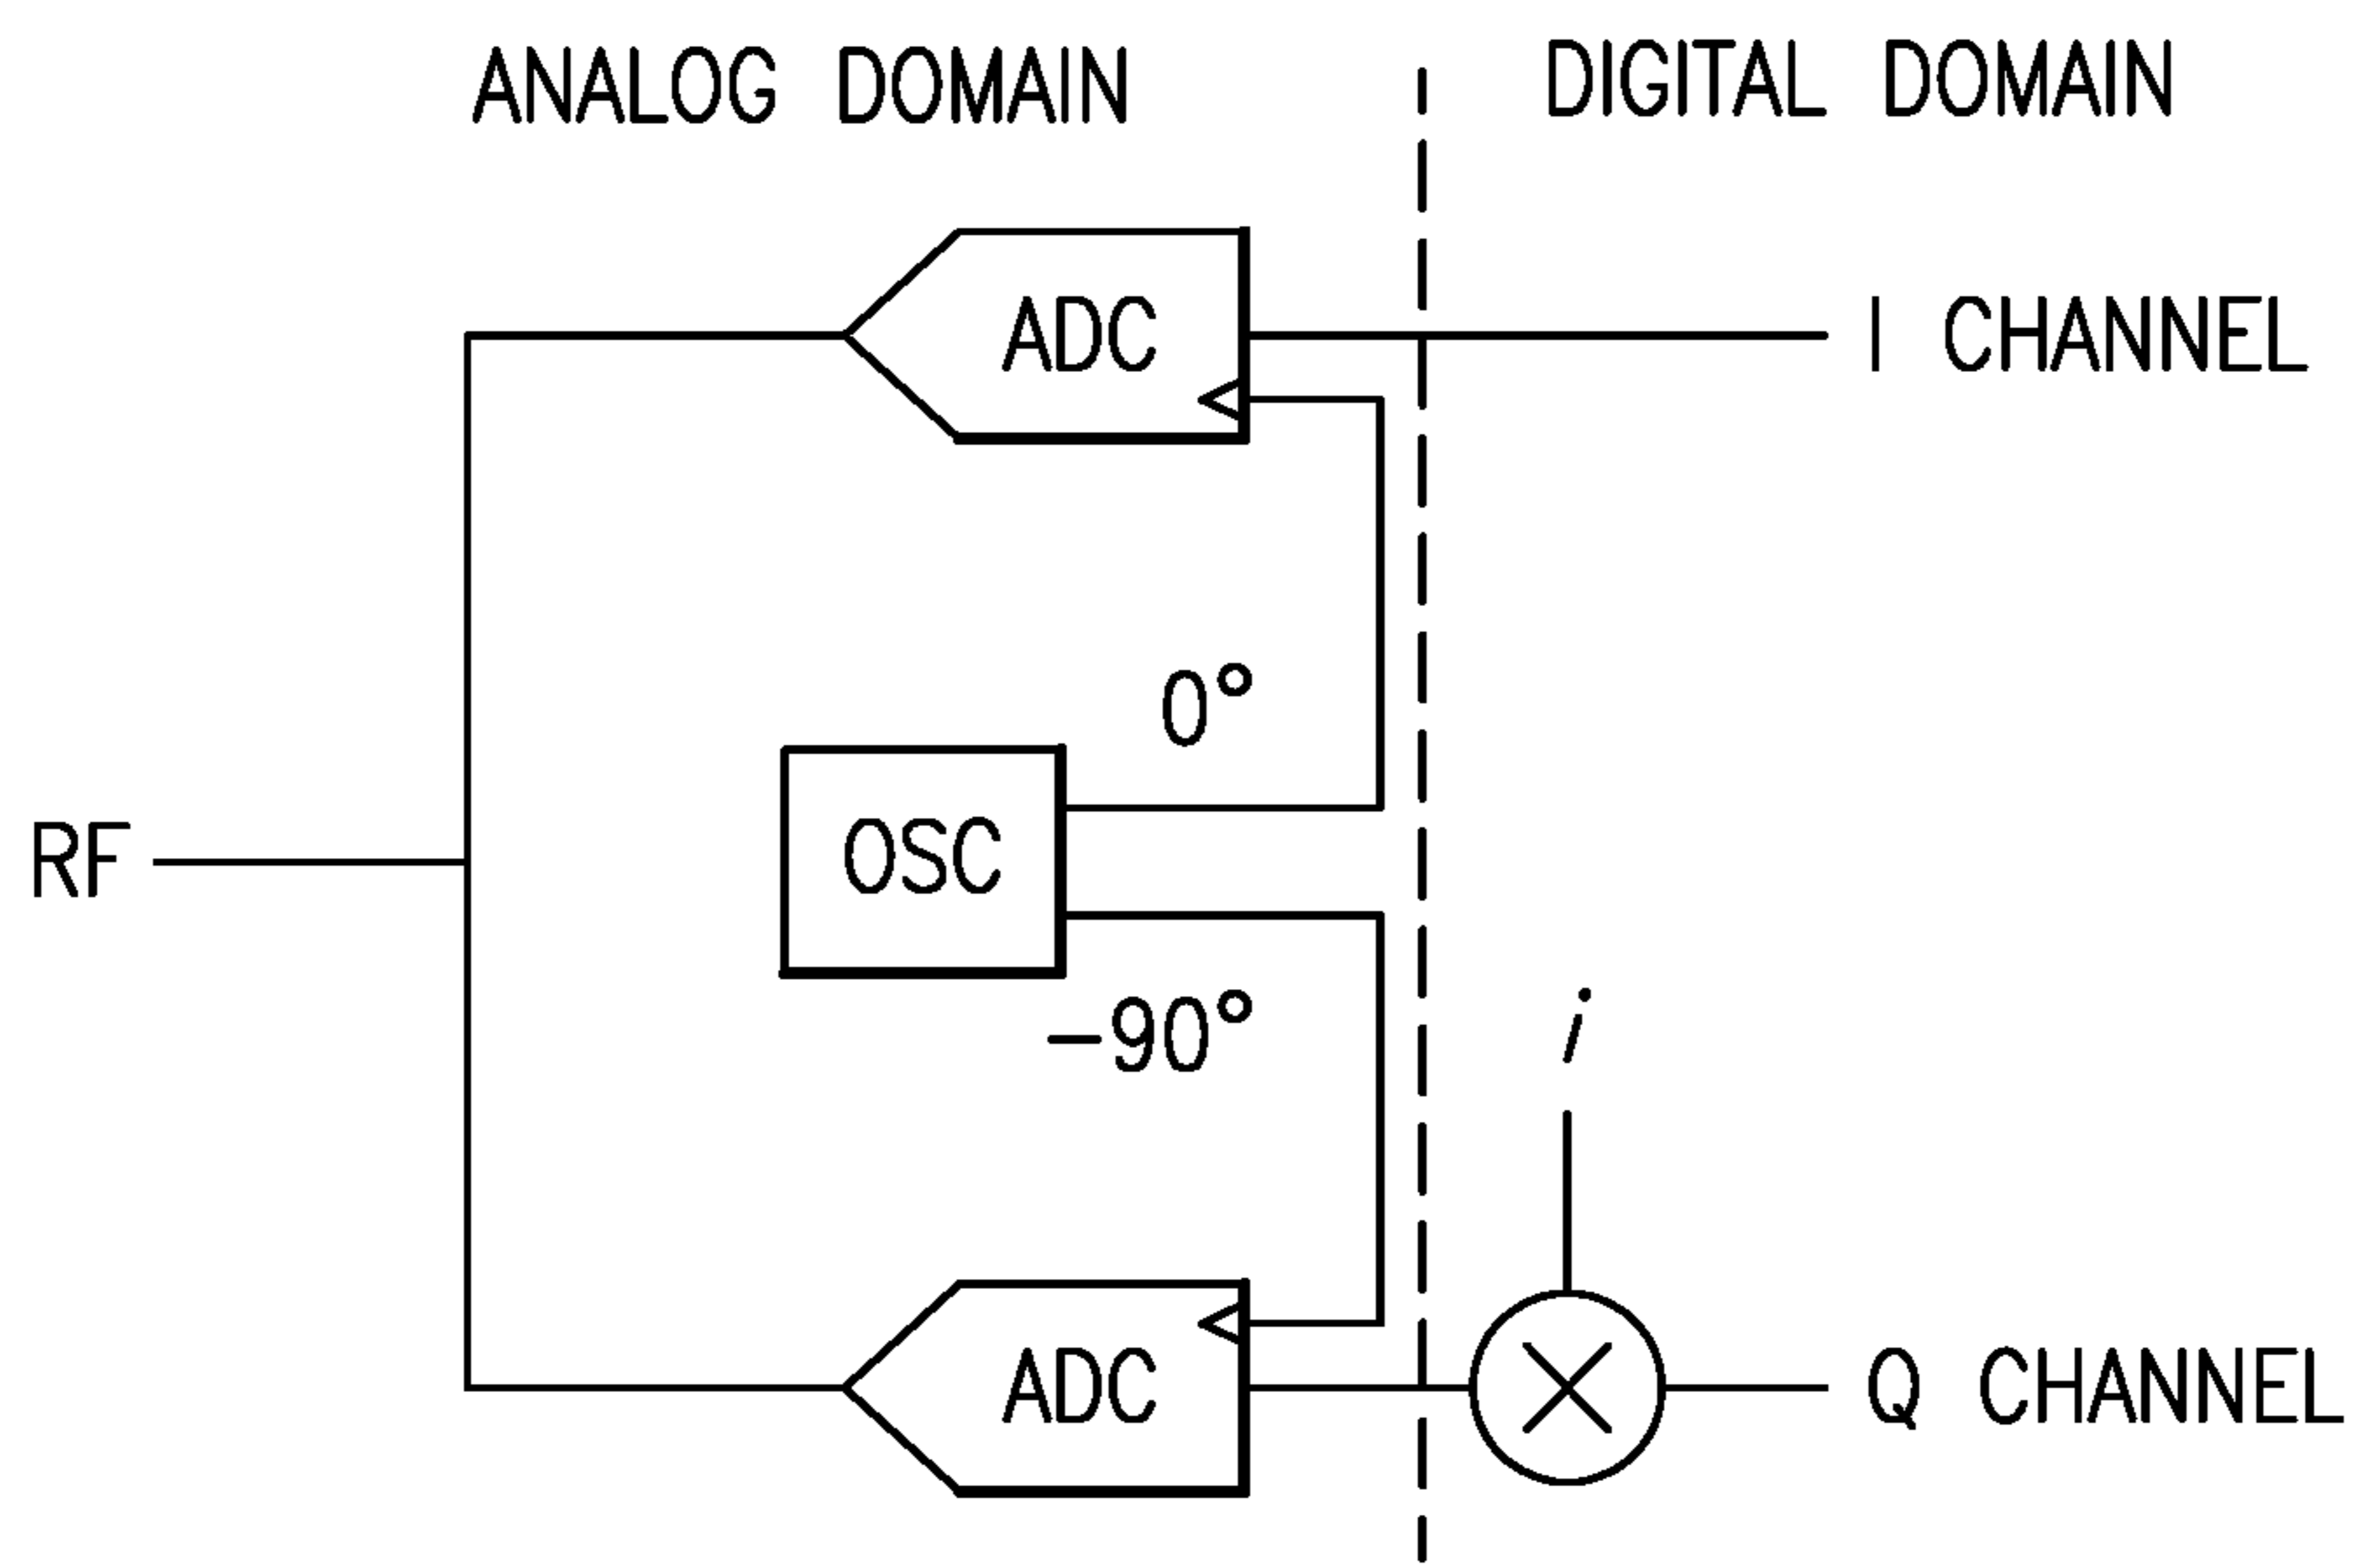 ANALOG DOMAIN
DIGITAL DOMAIN
ADC
I CHANNEL
0°
RF
OSC
-90°
i
ADC
Q CHANNEL